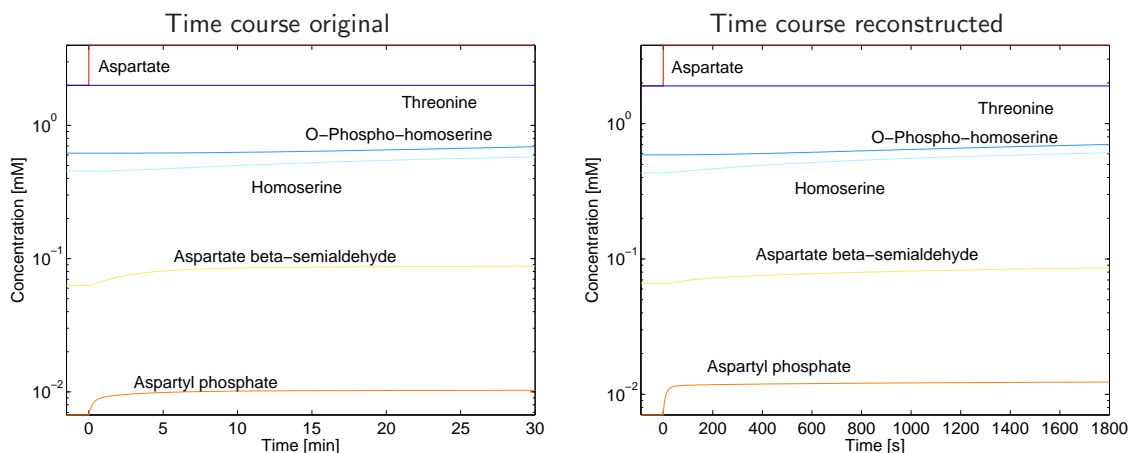 Time course original
Aspartate
Threonine
O−Phospho−homoserine
Homoserine
Aspartate beta−semialdehyde
Aspartyl phosphate
Concentration [mM]
10^0
10^−1
10^−2
0 5 10 15 20 25 30
Time [min]
Time course reconstructed
Aspartate
Threonine
O−Phospho−homoserine
Homoserine
Aspartate beta−semialdehyde
Aspartyl phosphate
Concentration [mM]
10^0
10^−1
10^−2
0 200 400 600 800 1000 1200 1400 1600 1800
Time [s]